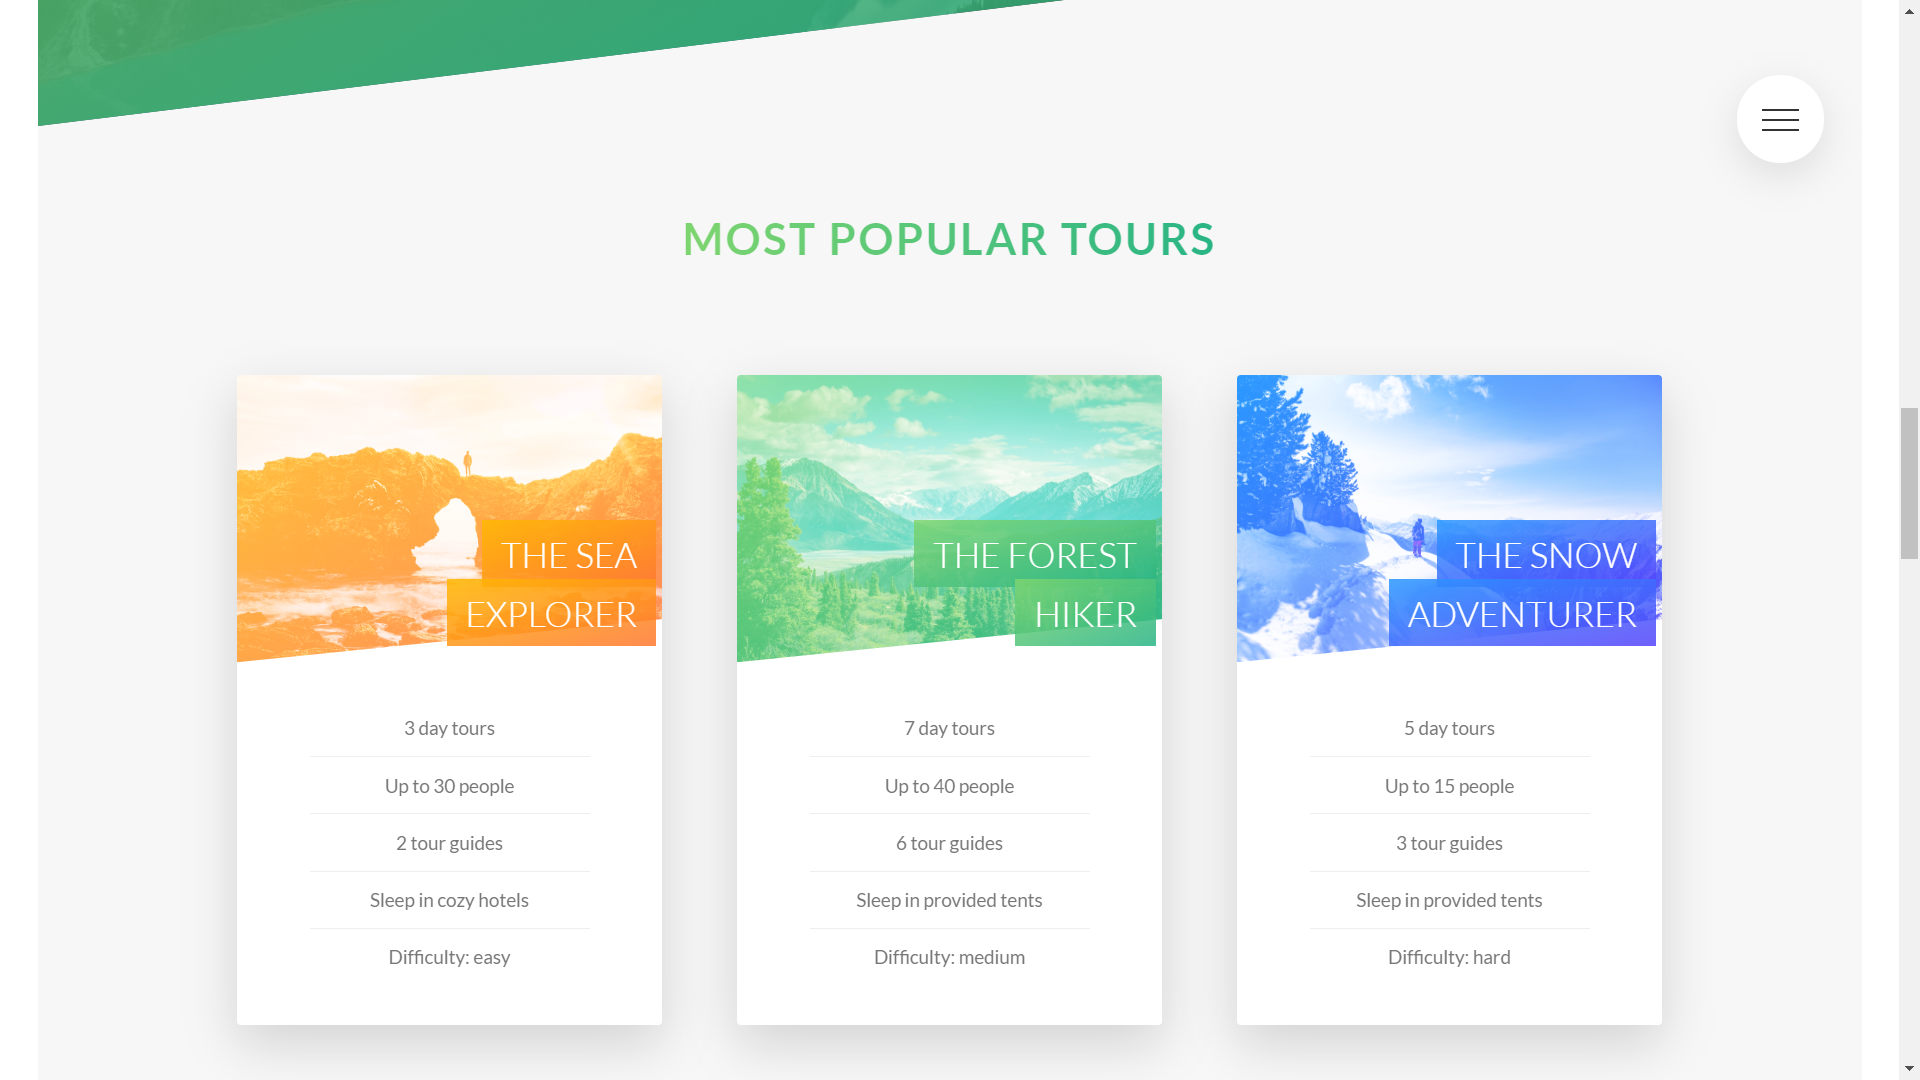 MOST POPULAR TOURS
THE SEA
EXPLORER
3 day tours
Up to 30 people
2 tour guides
Sleep in cozy hotels
Difficulty: easy
THE FOREST
HIKER
7 day tours
Up to 40 people
6 tour guides
Sleep in provided tents
Difficulty: medium
THE SNOW
ADVENTURER
5 day tours
Up to 15 people
3 tour guides
Sleep in provided tents
Difficulty: hard